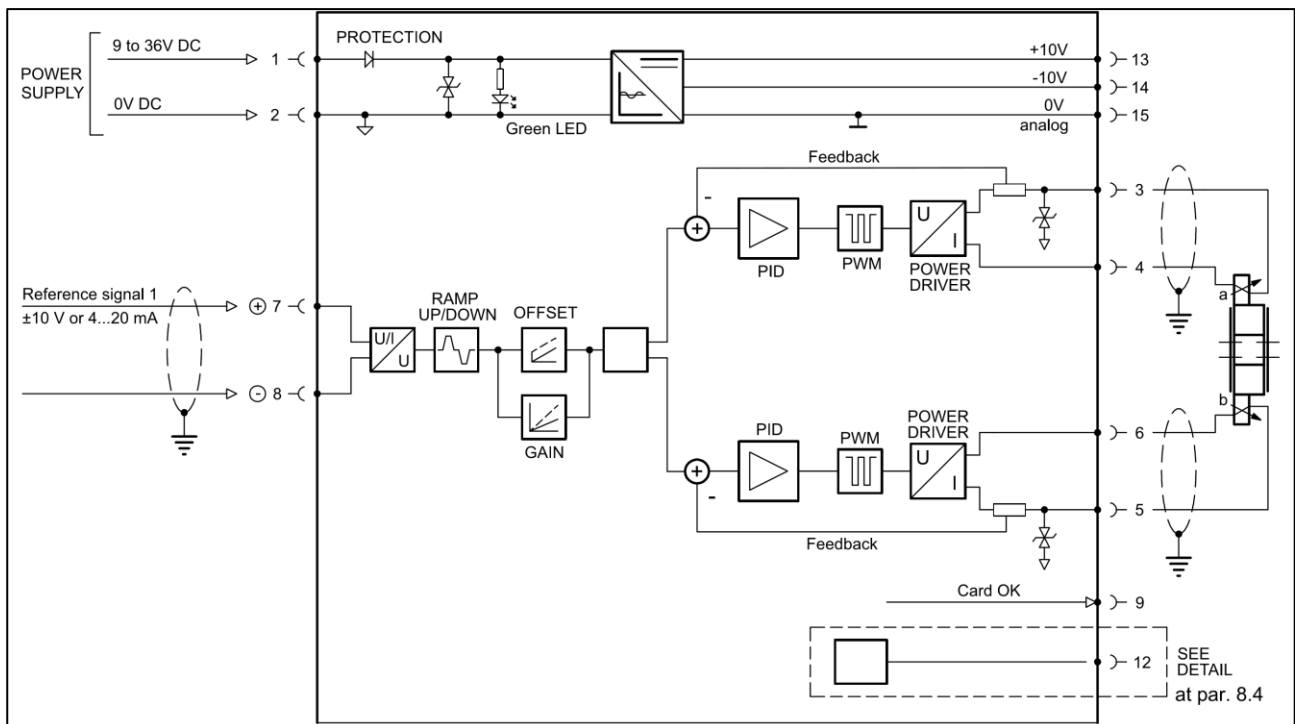 POWER SUPPLY
9 to 36V DC
1
0V DC
2
PROTECTION
Green LED
+10V
13
-10V
14
0V
analog
15
Feedback
-
+
PID
PWM
U
I
POWER
DRIVER
3
4
Reference signal 1
±10 V or 4...20 mA
+ 7
- 8
U/I
U
RAMP
UP/DOWN
OFFSET
GAIN
a
b
+
-
PID
PWM
POWER
DRIVER
U
I
6
5
Feedback
Card OK
9
12
SEE
DETAIL
at par. 8.4